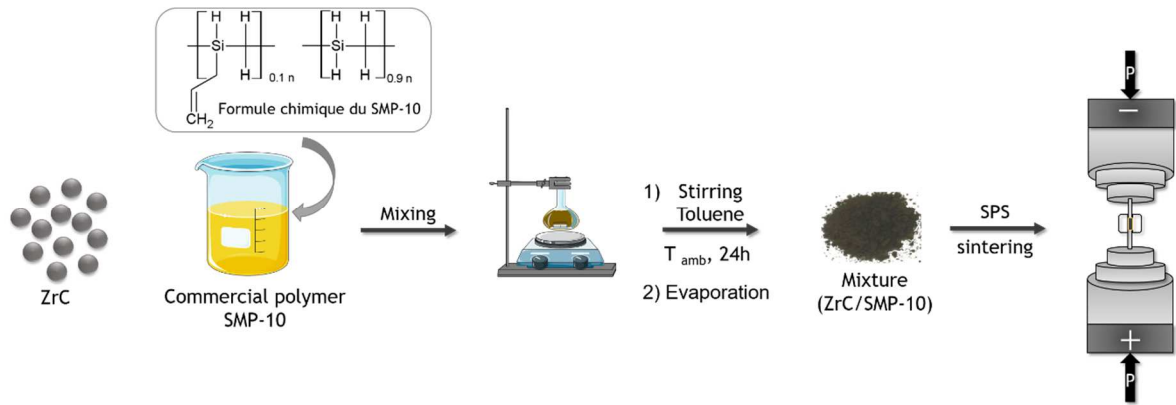 H H
Si
H
0.1 n
CH2
H H
Si
H H
0.9 n
Formule chimique du SMP-10
ZrC
Commercial polymer
SMP-10
Mixing
1) Stirring
Toluene
T amb, 24h
2) Evaporation
Mixture
(ZrC/SMP-10)
SPS
sintering
P
−
+
P